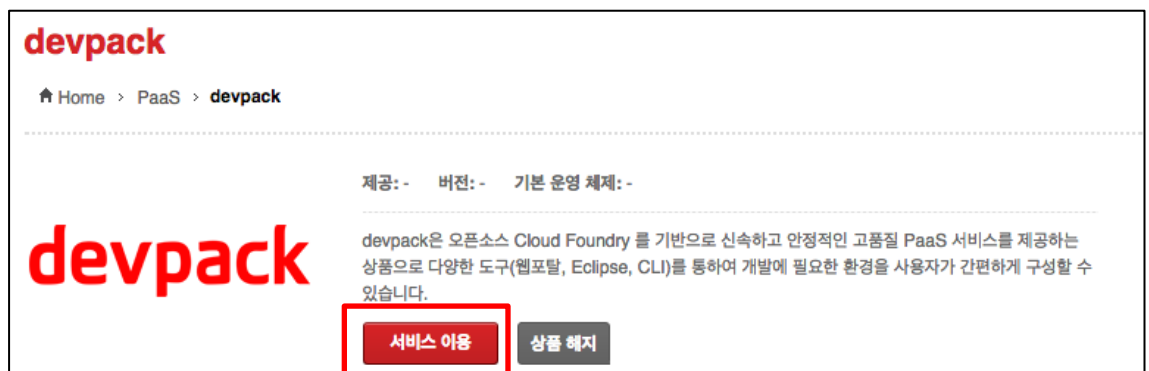 devpack
Home > PaaS > devpack
제공: - 버전: - 기본 운영 체제: -
devpack
devpack은 오픈소스 Cloud Foundry 를 기반으로 신속하고 안정적인 고품질 PaaS 서비스를 제공하는
상품으로 다양한 도구(웹포탈, Eclipse, CLI)를 통하여 개발에 필요한 환경을 사용자가 간편하게 구성할 수
있습니다.
서비스 이용 상품 해지